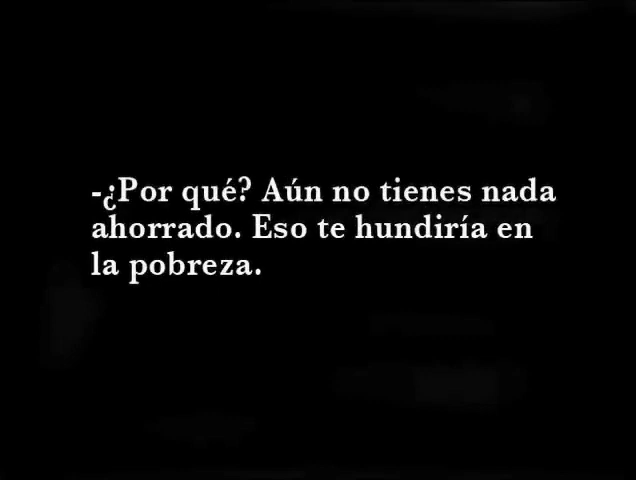 -¿Por qué? Aún no tienes nada
ahorrado. Eso te hundiría en
la pobreza.